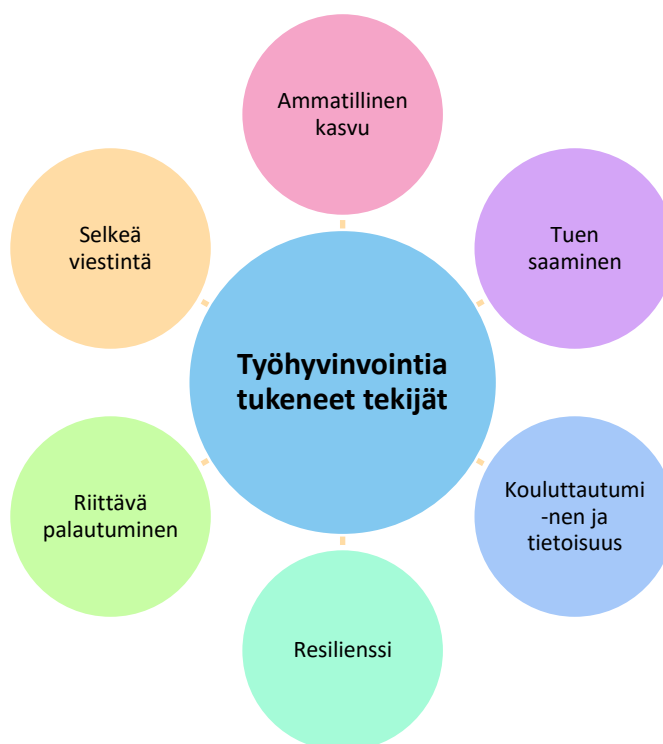 Ammatillinen
kasvu
Selkeä
viestintä
Tuen
saaminen
Työhyvinvointia
tukeneet tekijät
Riittävä
palautuminen
Kouluttautumi
-nen ja
tietoisuus
Resilienssi